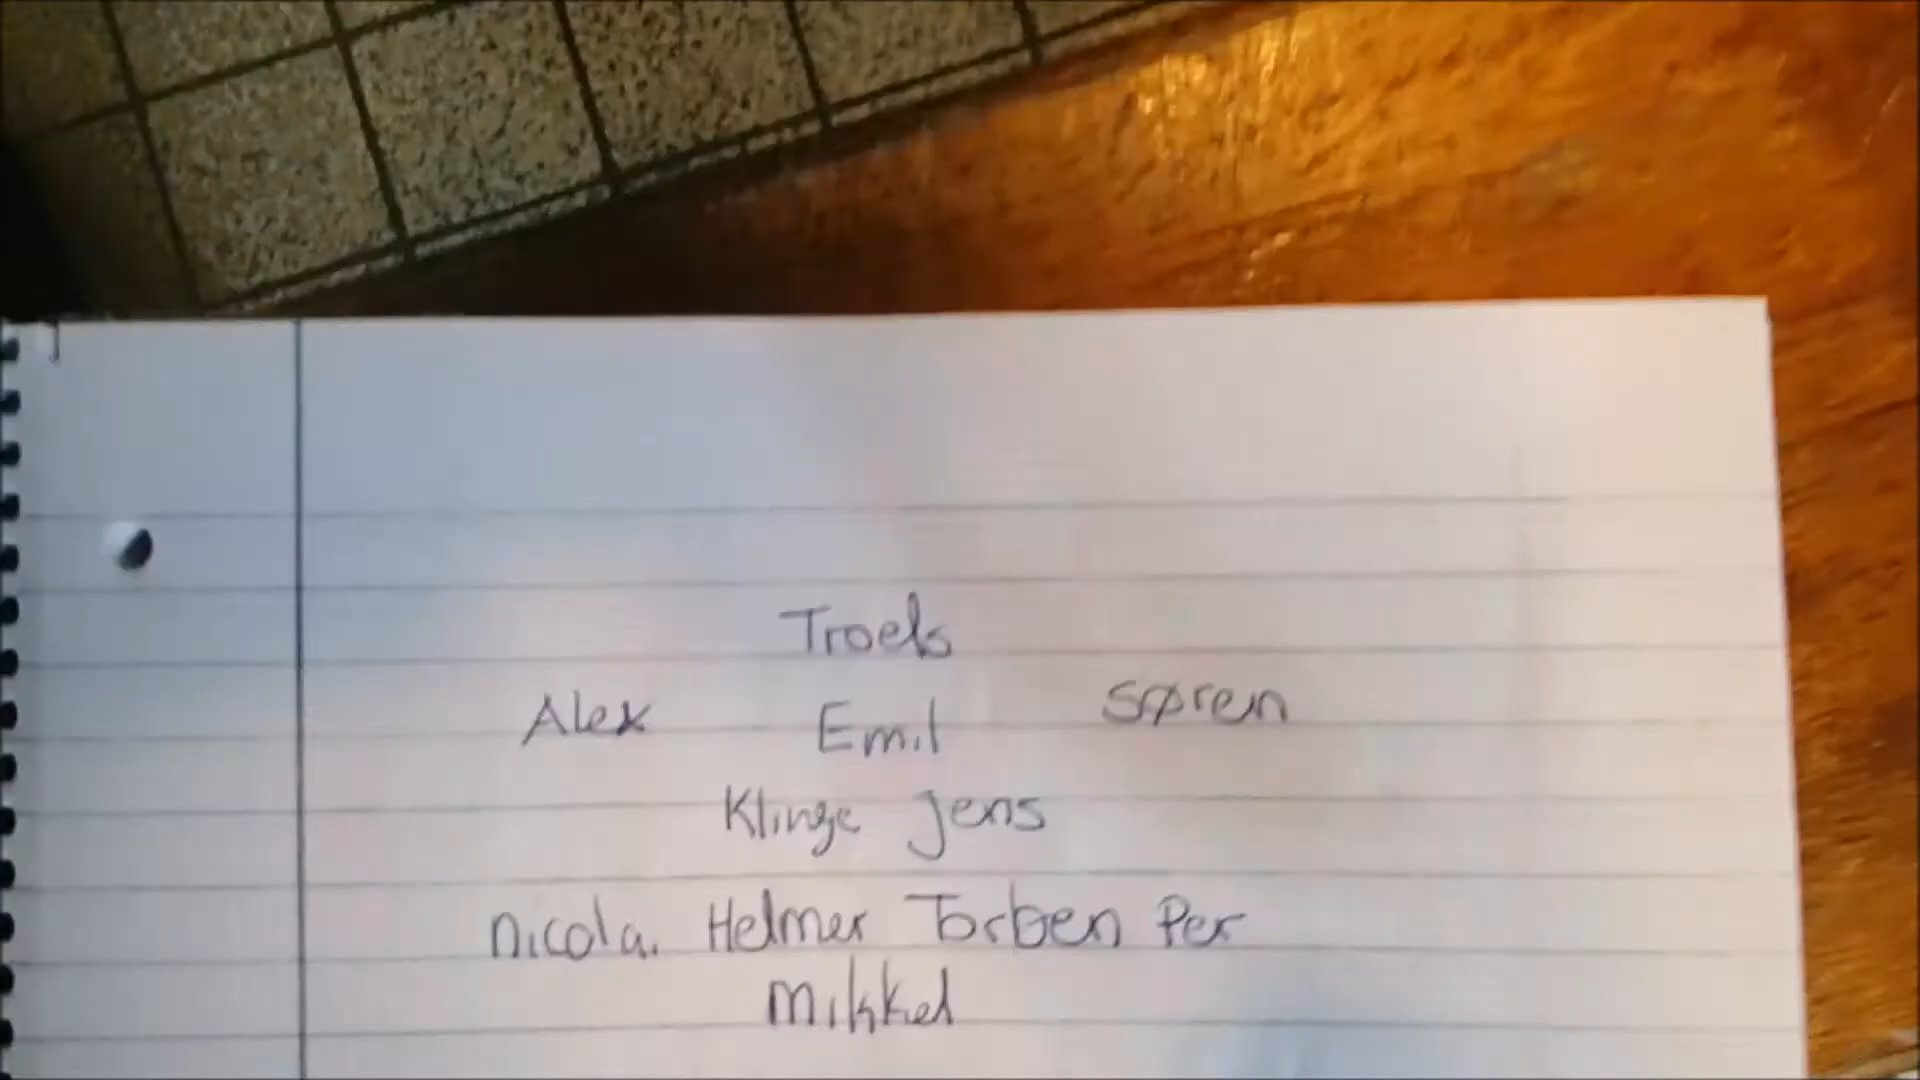 Troels
Alex Emil Søren
Klinge Jens
Nicola. Helmer Torben Per
Mikkel